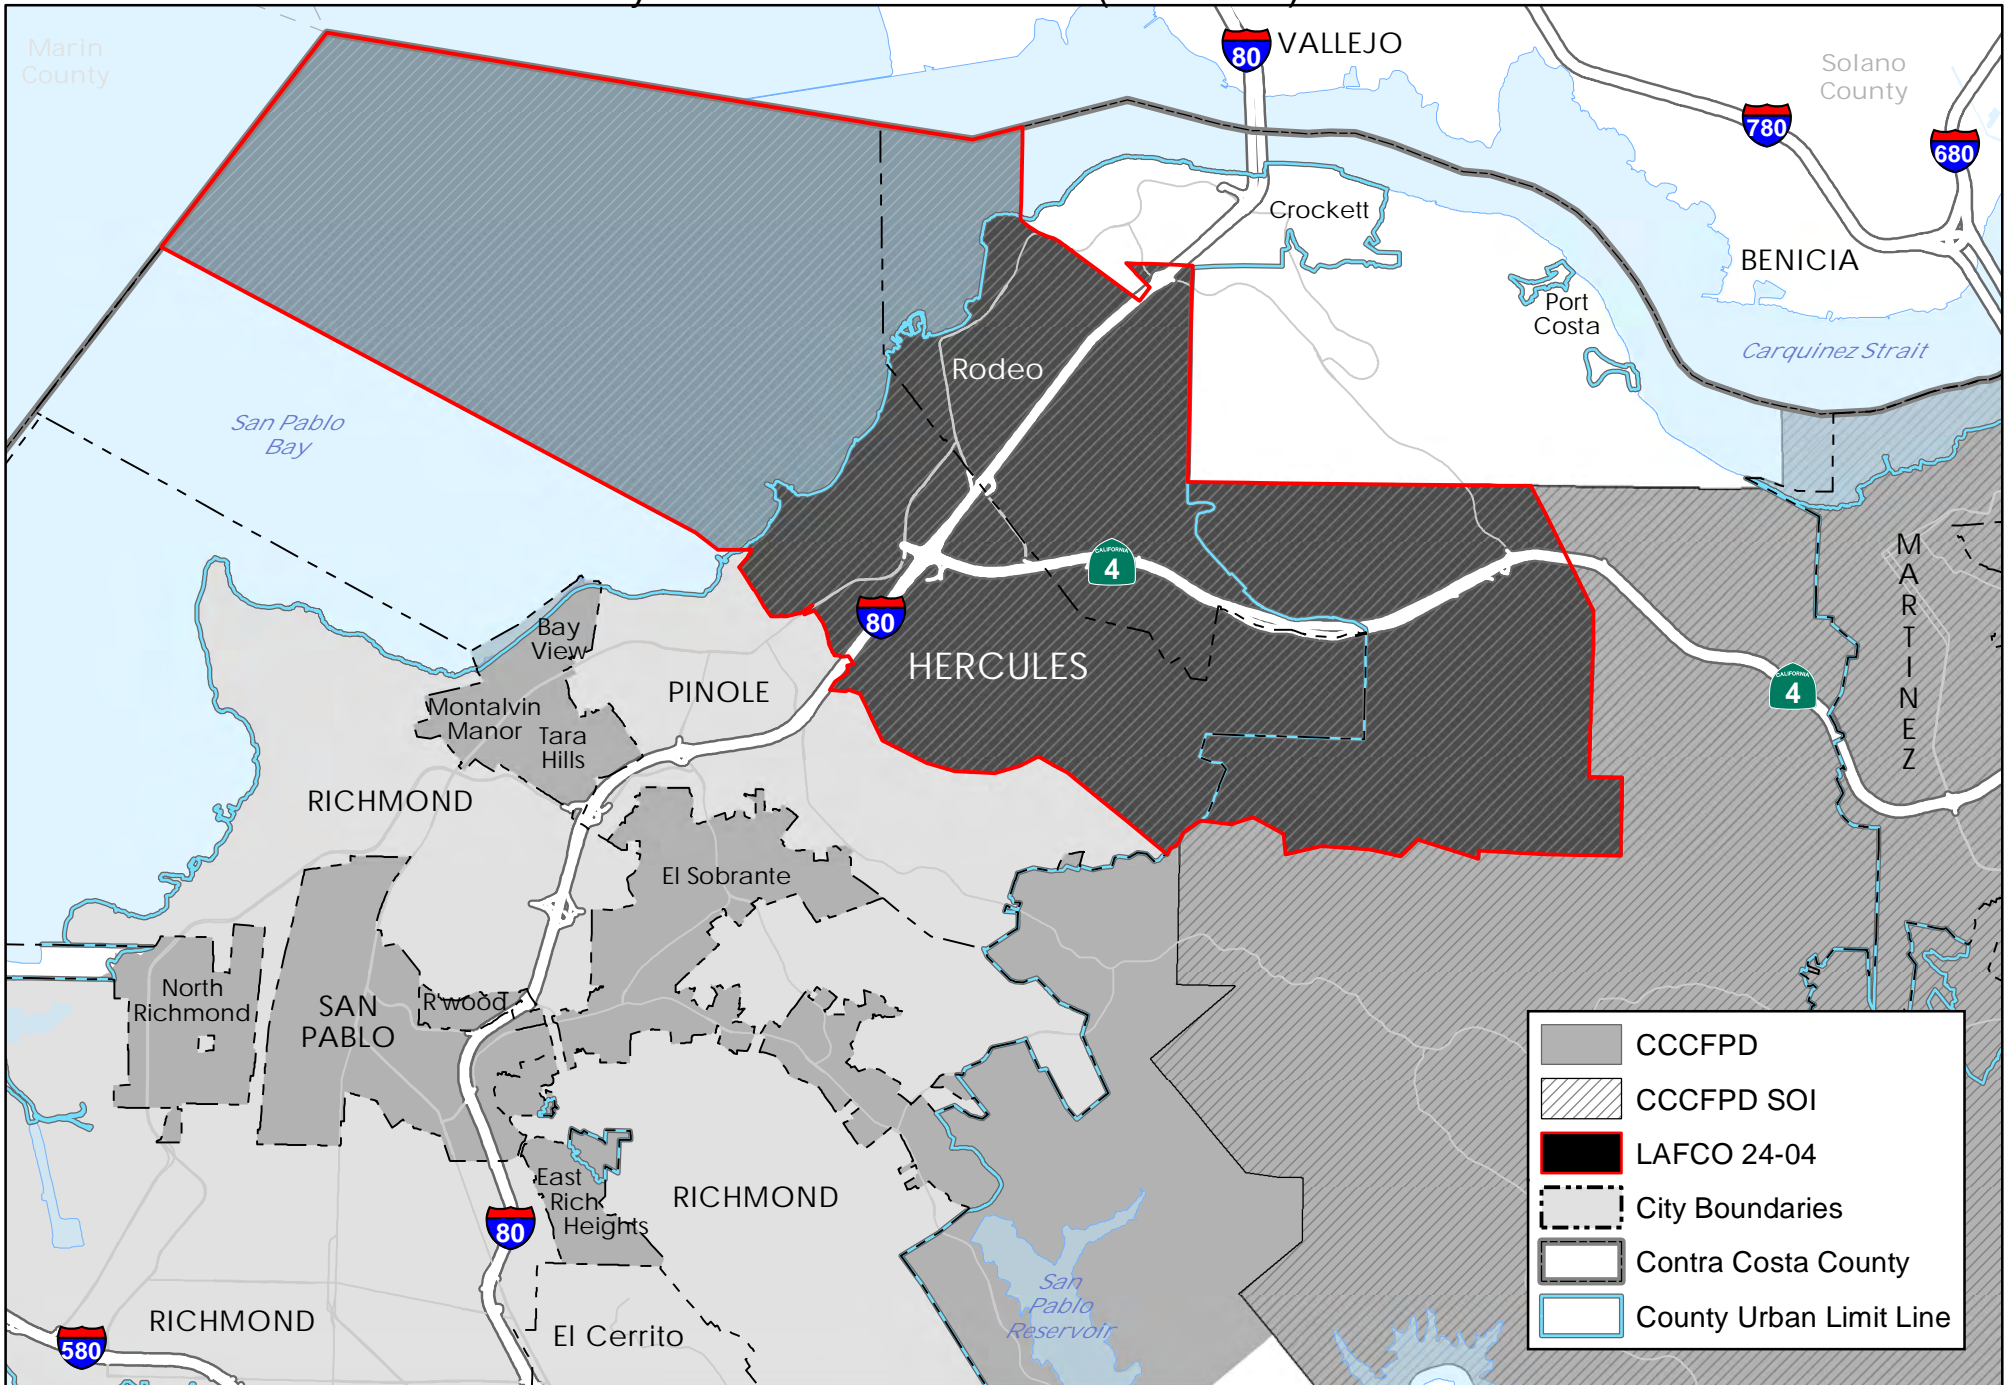 Marin
County
80
VALLEJO
Solano
County
780
680
Crockett
BENICIA
Port
Costa
Carquinez Strait
Rodeo
San Pablo
Bay
CALIFORNIA
4
MARTINEZ
80
Bay
View
HERCULES
PINOLE
CALIFORNIA
4
Montalvin
Manor
Tara
Hills
RICHMOND
El Sobrante
North
Richmond
SAN
PABLO
R'wood
CCCFPD
CCCFPD SOI
LAFCO 24-04
City Boundaries
Contra Costa County
County Urban Limit Line
East
Rich
Heights
RICHMOND
80
San
Pablo
Reservoir
RICHMOND
580
El Cerrito